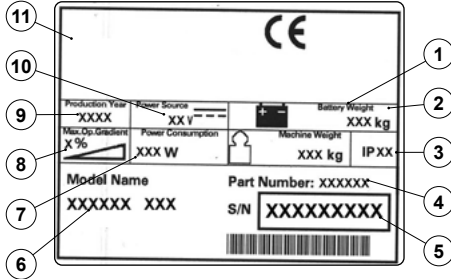 11
CE
10
1
Production Year
Power Source
Battery Weight
2
9
XXXX
XX V
+ -
XXX kg
Max.Op.Gradient
Power Consumption
Machine Weight
X%
XXX W
XXX kg
IPXX
3
8
Model Name
Part Number: XXXXXX
4
7
XXXXXX XXX
S/N
XXXXXXXXX
6
5